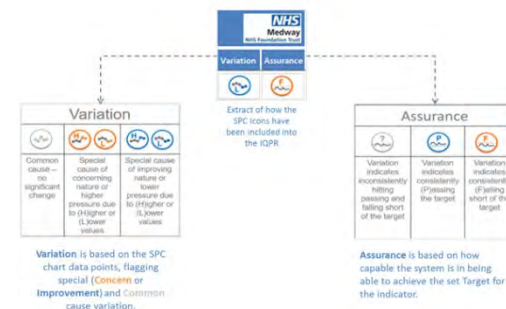 NHS
Medway
NHS Foundation Trust
Variation Assurance
L F
Extract of how the
SPC icons have
been included into
the IQPR
Variation
H L H L
Common
cause –
no
significant
change
Special
cause of
concerning
nature or
higher
pressure due
to (H)igher or
(L)ower
values
Special cause
of improving
nature or
lower
pressure due
to (H)igher or
(L)ower
values
Variation is based on the SPC
chart data points, flagging
special (Concern or
Improvement) and Common
cause variation.
Assurance
? P F
Variation
indicates
inconsistently
hitting
passing and
falling short
of the target
Variation
indicates
consistently
(P)assing
the target
Variation
indicates
consistently
(F)alling
short of the
target
Assurance is based on how
capable the system is in being
able to achieve the set Target for
the indicator.